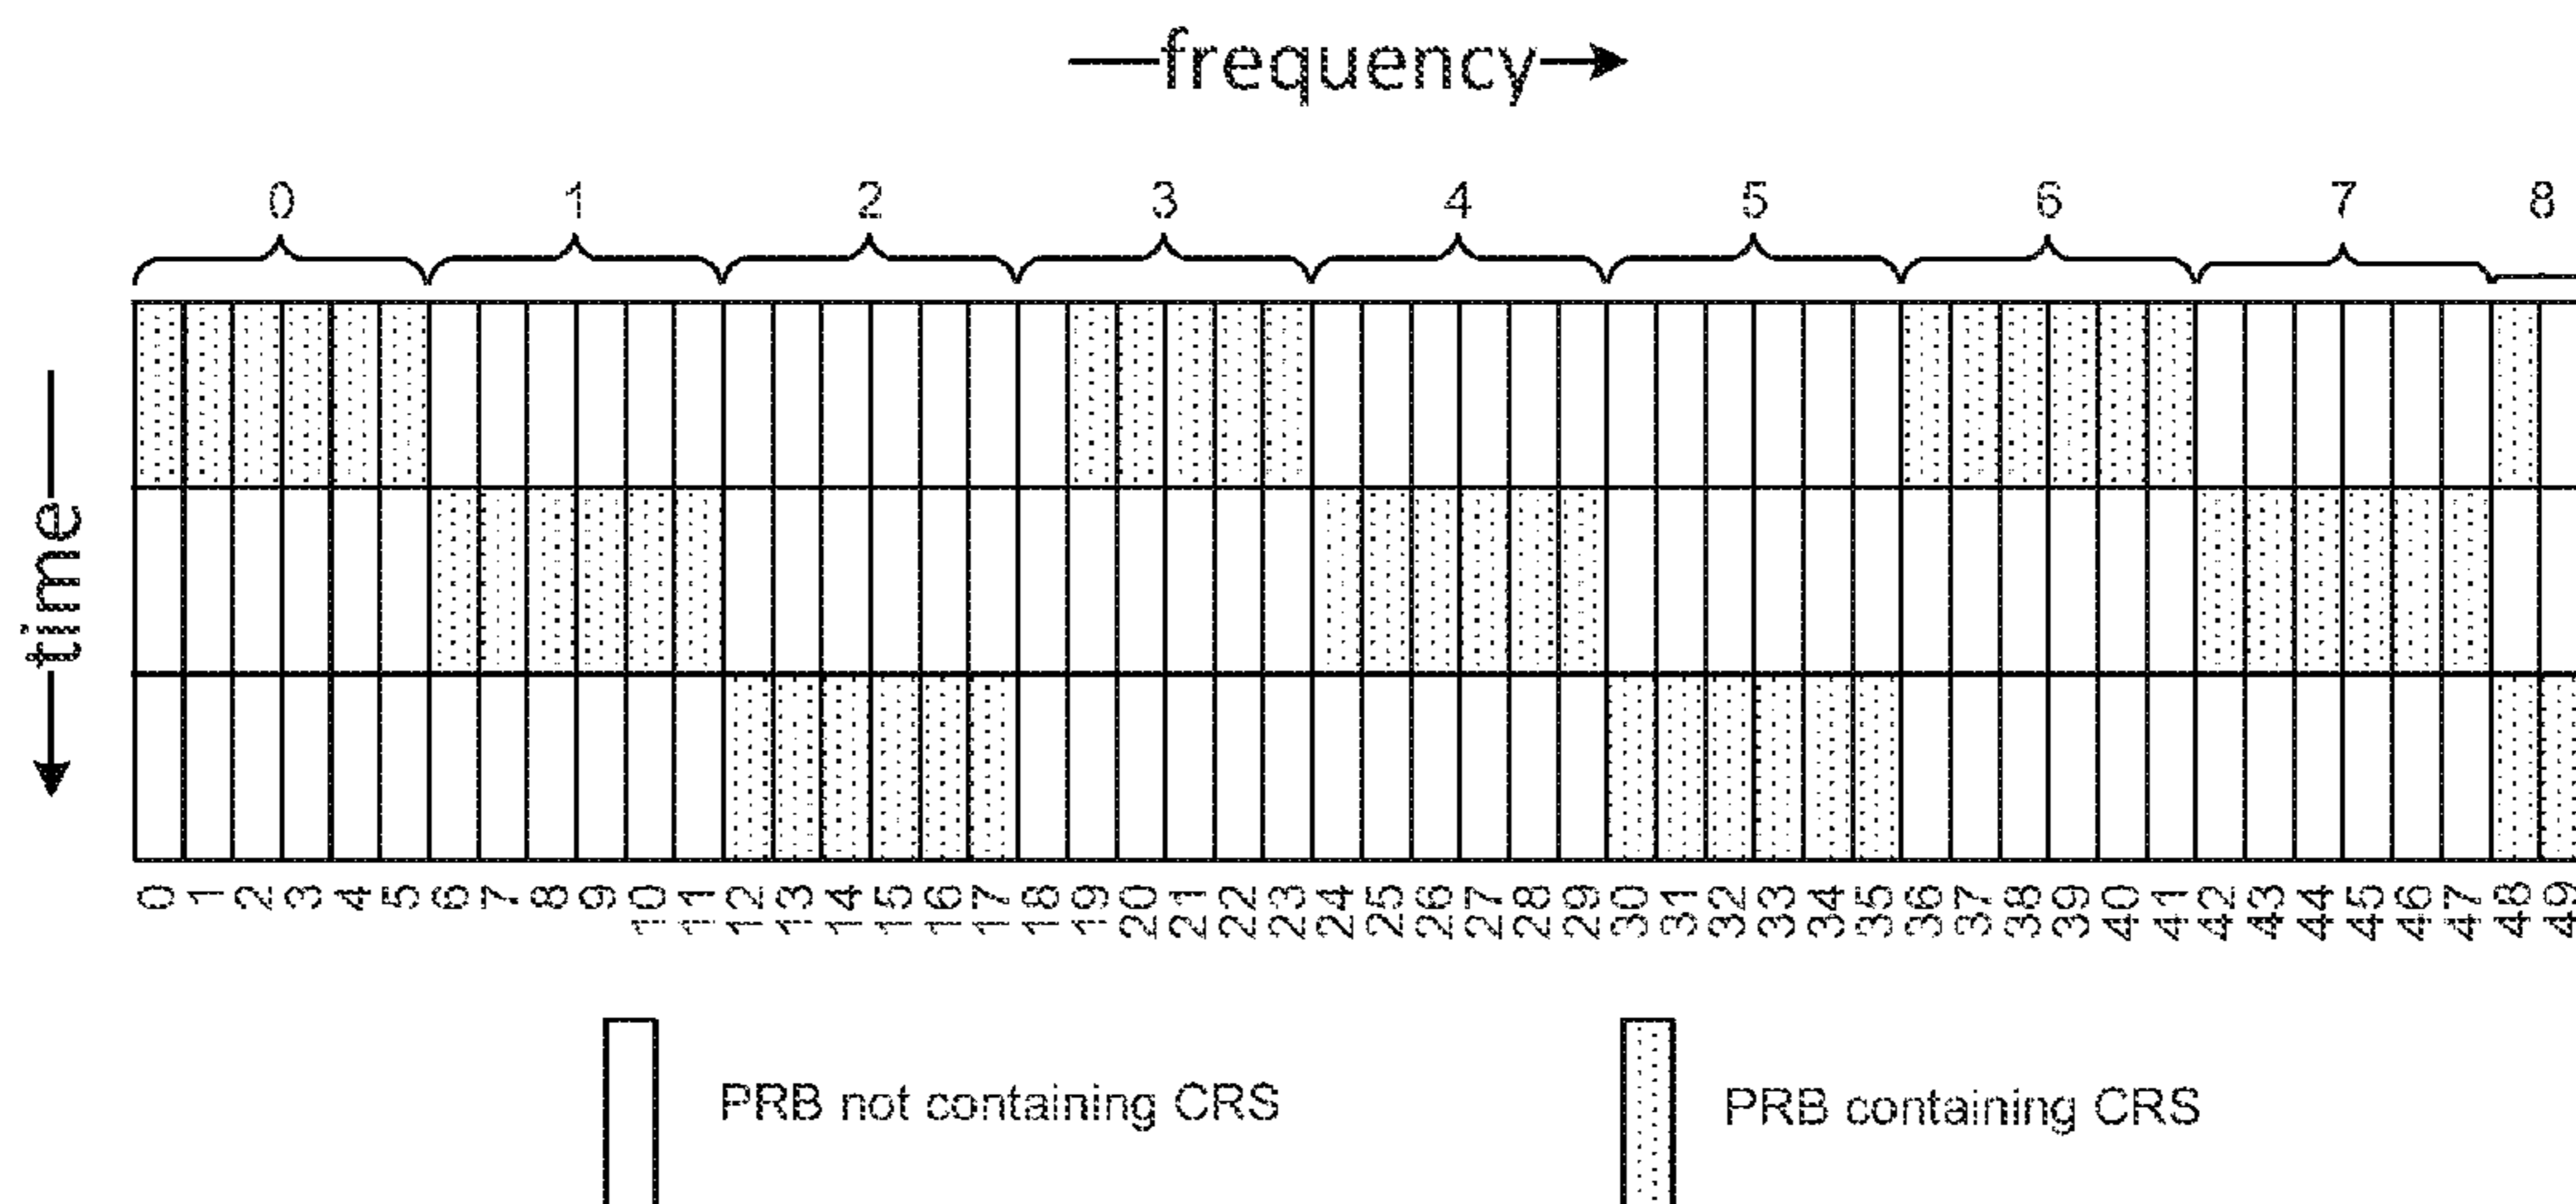 frequency
0 1 2 3 4 5 6 7 8
time
0 1 2 3 4 5 6 7 8 9 10 11 12 13 14 15 16 17 18 19 20 21 22 23 24 25 26 27 28 29 30 31 32 33 34 35 36 37 38 39 40 41 42 43 44 45 46 47 48 49
PRB not containing CRS
PRB containing CRS